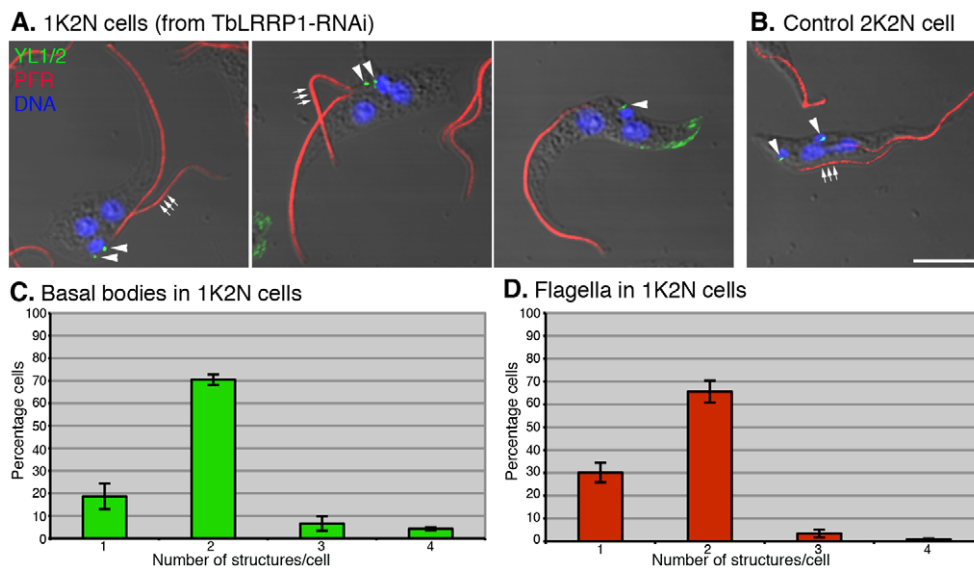 A. 1K2N cells (from TbLRRP1-RNAi)
B. Control 2K2N cell
YL1/2
PFR
DNA
C. Basal bodies in 1K2N cells
Percentage cells
100
90
80
70
60
50
40
30
20
10
0
1 2 3 4
Number of structures/cell
D. Flagella in 1K2N cells
Percentage cells
100
90
80
70
60
50
40
30
20
10
0
1 2 3 4
Number of structures/cell